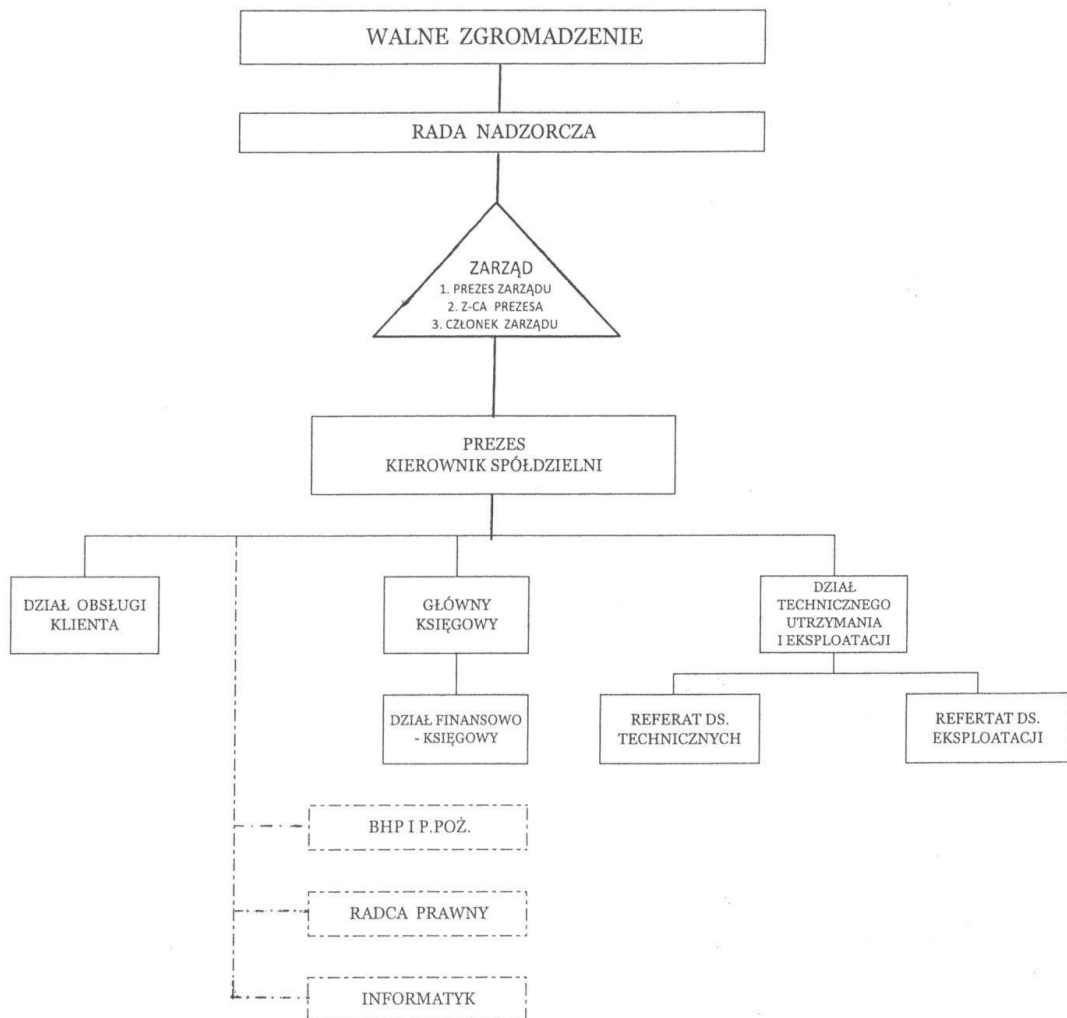 WALNE ZGROMADZENIE
RADA NADZORCZA
ZARZĄD
1. PREZES ZARZĄDU
2. Z-CA PREZESA
3. CZŁONEK ZARZĄDU
PREZES
KIEROWNIK SPÓŁDZIELNI
DZIAŁ OBSŁUGI
KLIENTA
GŁÓWNY
KSIĘGOWY
DZIAŁ
TECHNICZNEGO
UTRZYMANIA
I EKSPLOATACJI
DZIAŁ FINANSOWO
- KSIĘGOWY
REFERAT DS.
TECHNICZNYCH
REFERTAT DS.
EKSPLOATACJI
BHP I P.POŻ.
RADCA PRAWNY
INFORMATYK